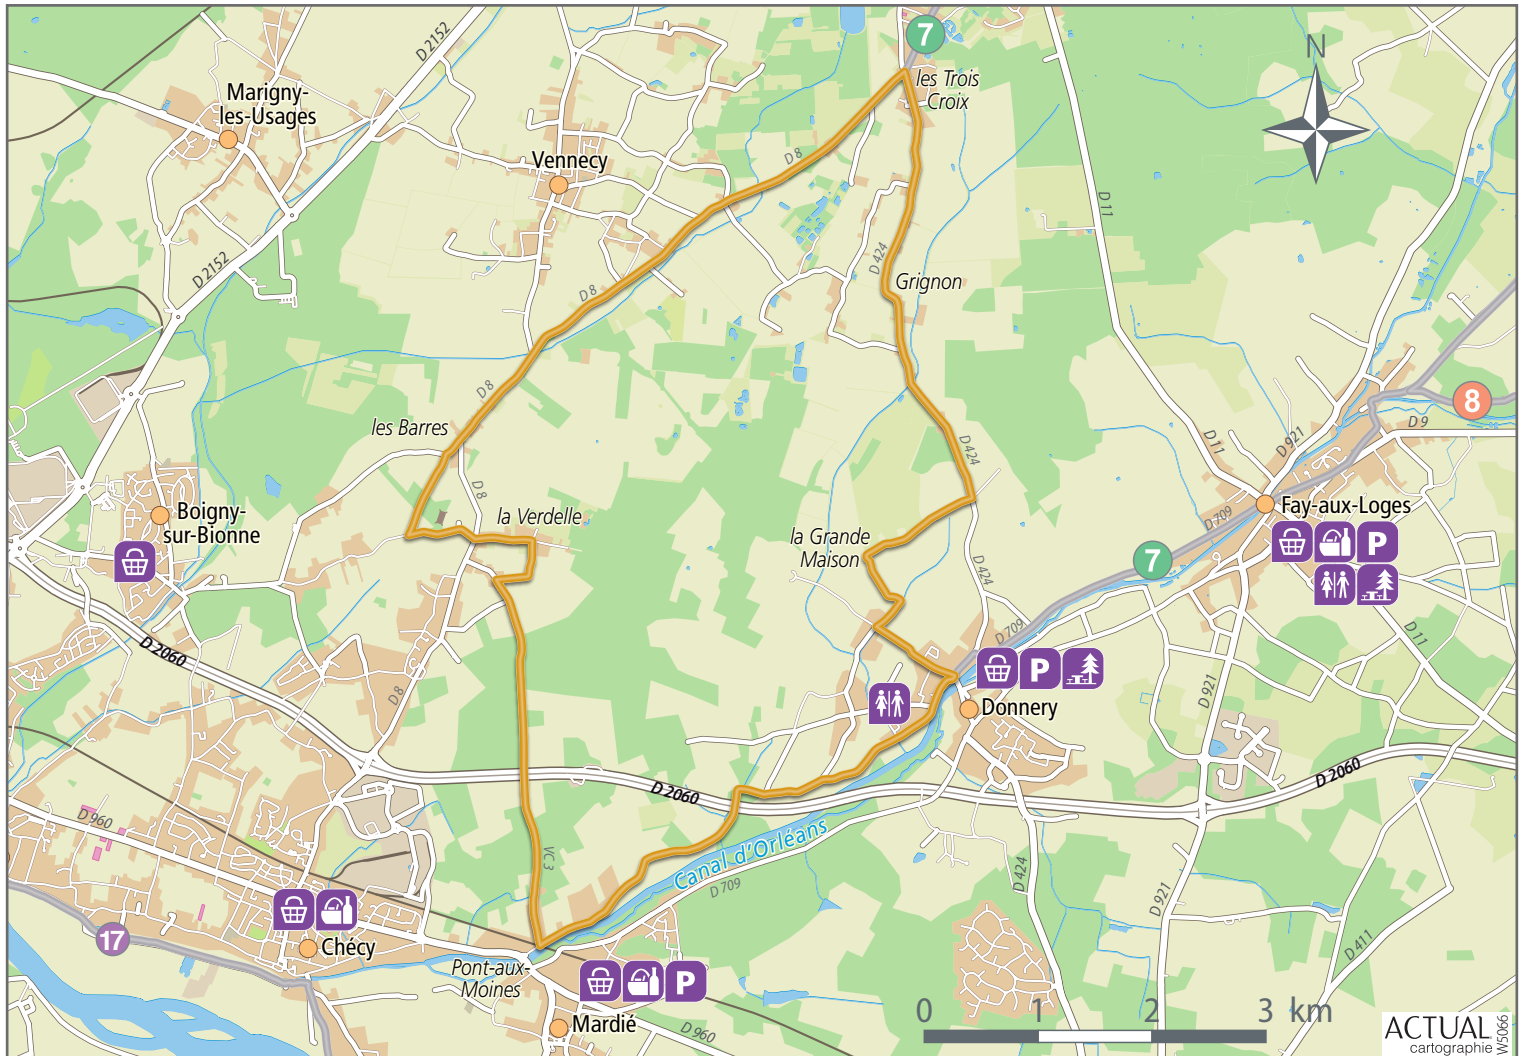 7
N
D 2152
les Trois
Croix
Marigny-
les-Usages
Vennecy
D 8
D 11
D 2152
D 424
Grignon
D 8
D 8
8
les Barres
D 424
D 11
D 921
D 9
D 8
la Verdelle
Boigny-
sur-Bionne
la Grande
Maison
D 709
Fay-aux-Loges
P
7
D 424
D 709
D 11
D 2060
P
D 8
Donnery
D 921
D 2060
D 2060
D 960
VC 3
Canal d'Orléans
D 709
D 424
D 921
17
Chécy
D 411
Pont-aux-
Moines
P
Mardié
D 960
0 1 2 3 km
ACTUAL
cartographie
W5066